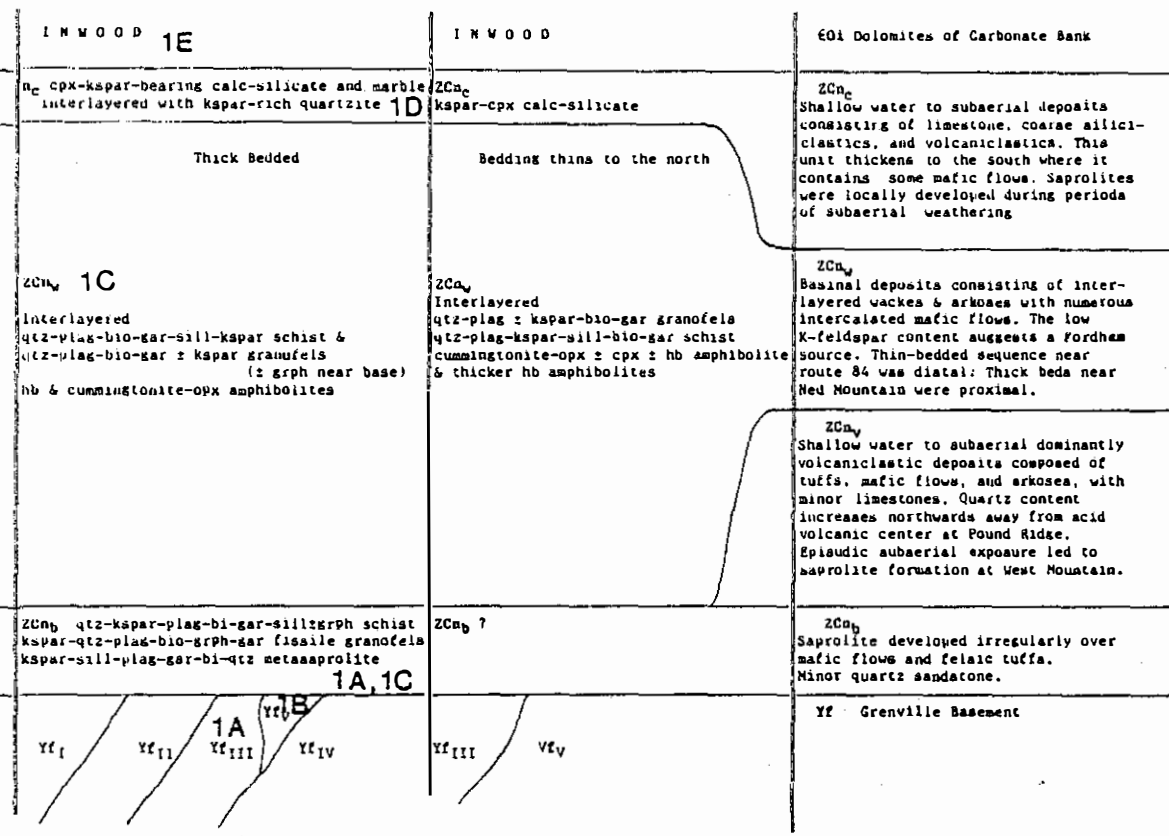 INWOOD 1E
n_c cpx-kspar-bearing calc-silicate and marble
interlayered with kspar-rich quartzite 1D
Thick Bedded
ZCn_w 1C
Interlayered
qtz-plag-bio-gar-sill-kspar schist &
qtz-plag-bio-gar ± kspar granofels
(± grph near base)
hb & cummingtonite-opx amphibolites
ZCn_b qtz-kspar-plag-bi-gar-sill±grph schist
kspar-qtz-plag-bio-grph-gar fissile granofels
kspar-sill-plag-gar-bi-qtz metasaprolite
1A, 1C
Yf_I Yf_II 1A Yf_III Yf_v 1B Yf_IV
INWOOD
ZCn_c
kspar-cpx calc-silicate
Bedding thins to the north
ZCn_w
Interlayered
qtz-plag ± kspar-bio-gar granofels
qtz-plag-kspar-sill-bio-gar schist
cummingtonite-opx ± cpx ± hb amphibolite
& thicker hb amphibolites
ZCn_b ?
Yf_III Yf_V
EOi Dolomites of Carbonate Bank
ZCn_c
Shallow water to subaerial deposits
consisting of limestone, coarse silici-
clastics, and volcaniclastics. This
unit thickens to the south where it
contains some mafic flows. Saprolites
were locally developed during periods
of subaerial weathering
ZCn_w
Basinal deposits consisting of inter-
layered wackes & arkoses with numerous
intercalated mafic flows. The low
K-feldspar content suggests a Fordham
source. Thin-bedded sequence near
route 84 was distal; Thick beds near
Ned Mountain were proximal.
ZCn_v
Shallow water to subaerial dominantly
volcaniclastic deposits composed of
tuffs, mafic flows, and arkoses, with
minor limestones. Quartz content
increases northwards away from acid
volcanic center at Pound Ridge.
Episodic subaerial exposure led to
saprolite formation at West Mountain.
ZCn_b
Saprolite developed irregularly over
mafic flows and felsic tuffs.
Minor quartz sandstone.
Yf Grenville Basement